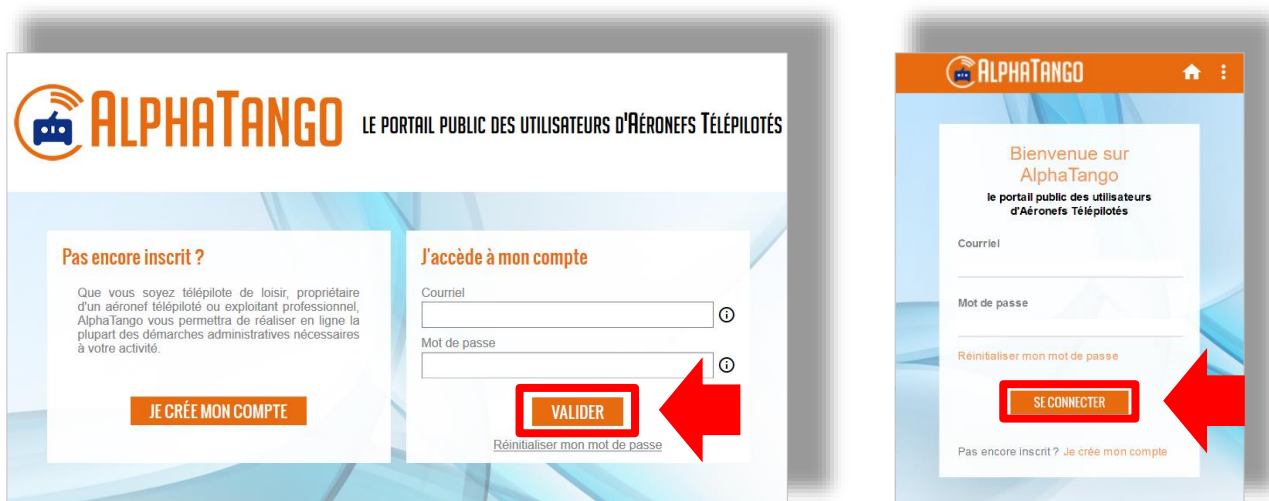 ALPHATANGO
LE PORTAIL PUBLIC DES UTILISATEURS D'AÉRONEFS TÉLÉPILOTÉS
Pas encore inscrit ?
Que vous soyez télépilote de loisir, propriétaire
d'un aéronef télépiloté ou exploitant professionnel,
AlphaTango vous permettra de réaliser en ligne la
plupart des démarches administratives nécessaires
à votre activité.
JE CRÉE MON COMPTE
J'accède à mon compte
Courriel
Mot de passe
VALIDER
Réinitialiser mon mot de passe
ALPHATANGO
Bienvenue sur
AlphaTango
le portail public des utilisateurs
d'Aéronefs Télépilotés
Courriel
Mot de passe
Réinitialiser mon mot de passe
SE CONNECTER
Pas encore inscrit ? Je crée mon compte